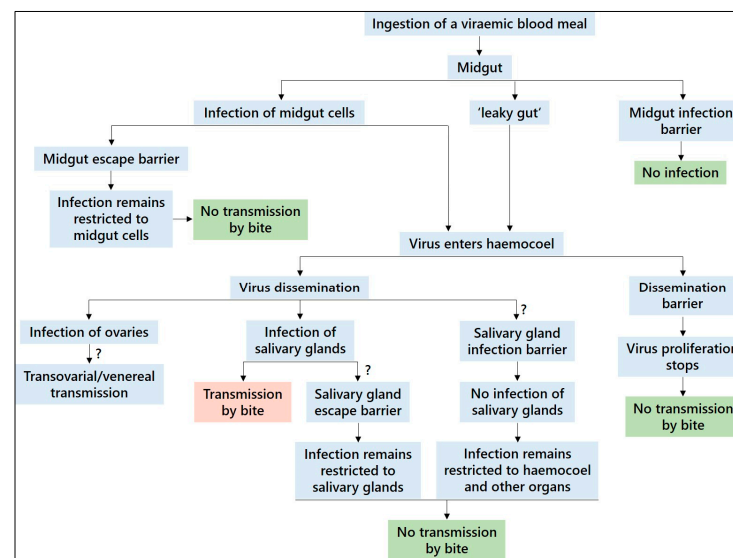 Ingestion of a viraemic blood meal
Midgut
Infection of midgut cells
‘leaky gut’
Midgut infection
barrier
No infection
Midgut escape barrier
Infection remains
restricted to
midgut cells
No transmission
by bite
Virus enters haemocoel
Virus dissemination
Dissemination
barrier
Virus proliferation
stops
No transmission
by bite
Infection of ovaries
?
Transovarial/venereal
transmission
Infection of
salivary glands
Transmission
by bite
?
Salivary gland
escape barrier
Infection remains
restricted to
salivary glands
?
Salivary gland
infection barrier
No infection of
salivary glands
Infection remains
restricted to haemocoel
and other organs
No transmission
by bite